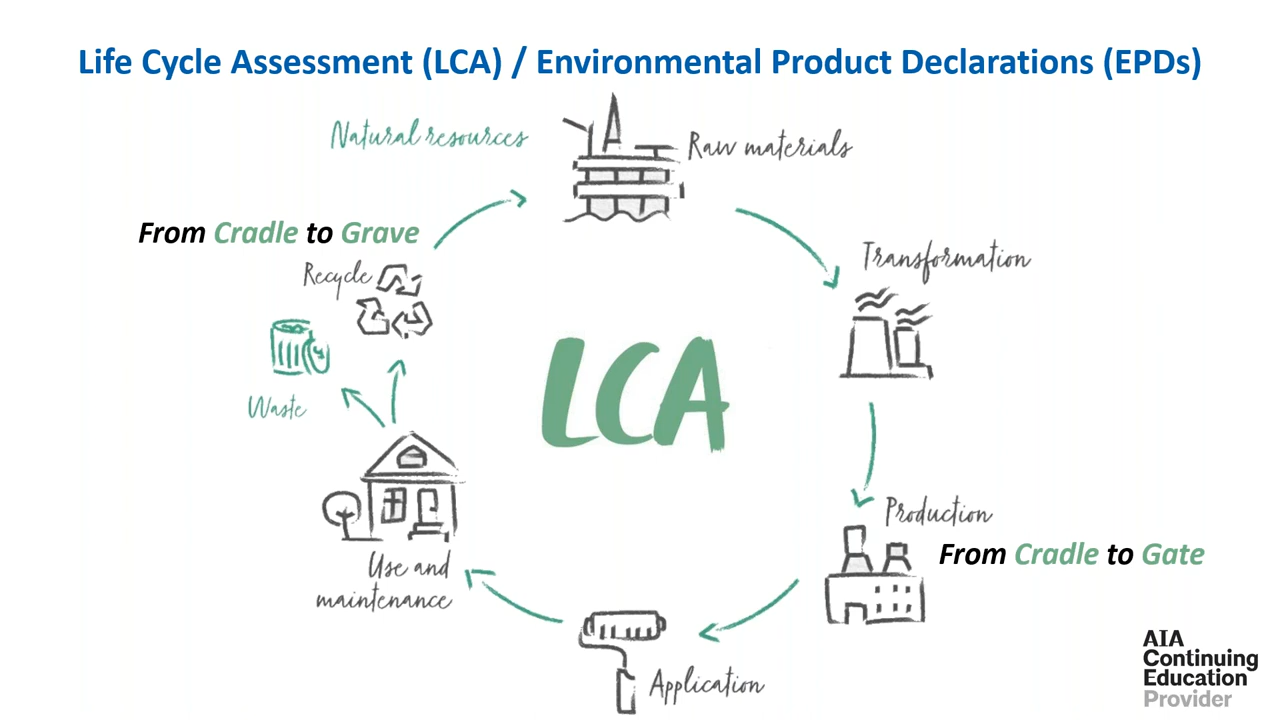 Life Cycle Assessment (LCA) / Environmental Product Declarations (EPDs)
Natural resources
Raw materials
From Cradle to Grave
Recycle
Transformation
Waste
LCA
Production
From Cradle to Gate
Use and
maintenance
Application
AIA
Continuing
Education
Provider